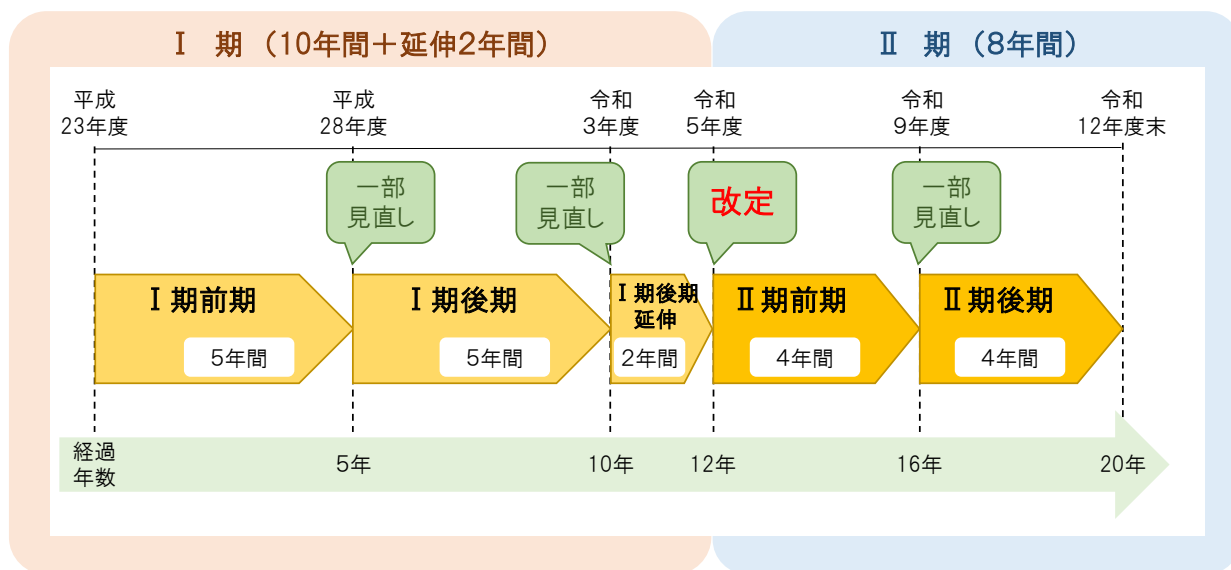 Ⅰ 期 （10年間＋延伸2年間）
Ⅱ 期 （8年間）
平成
23年度
平成
28年度
令和
3年度
令和
5年度
令和
9年度
令和
12年度末
一部
見直し
一部
見直し
改定
一部
見直し
Ⅰ期前期
5年間
Ⅰ期後期
5年間
Ⅰ期後期
延伸
2年間
Ⅱ期前期
4年間
Ⅱ期後期
4年間
経過
年数
5年
10年
12年
16年
20年